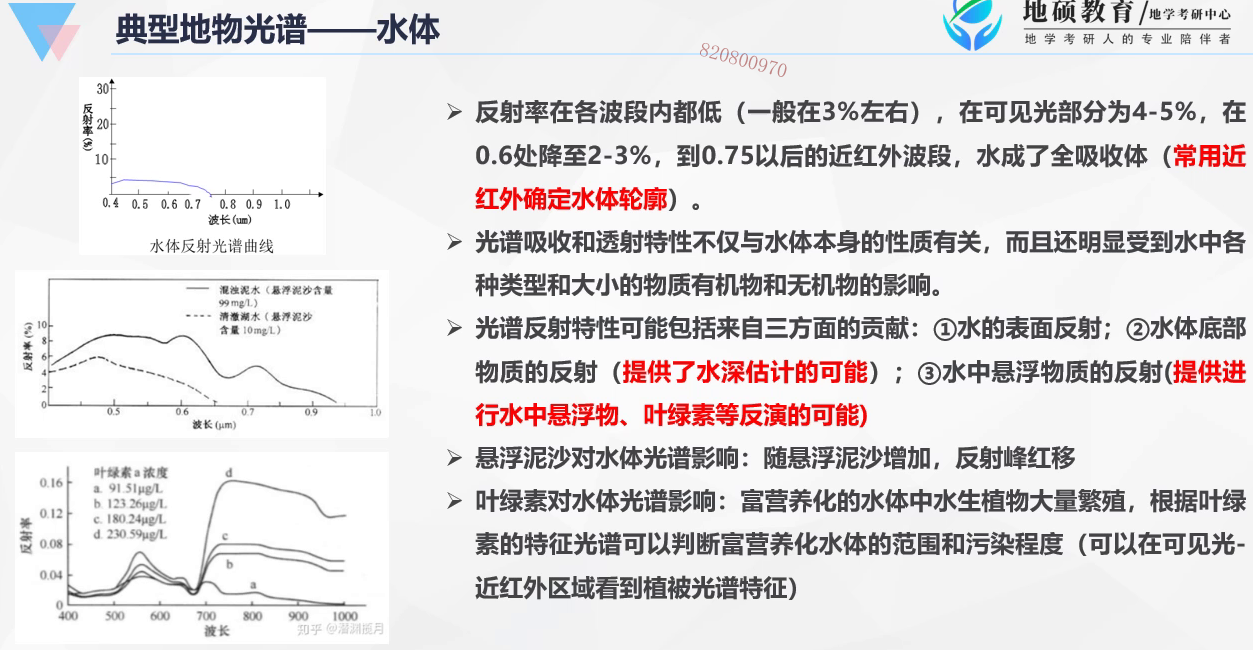 典型地物光谱——水体
地硕教育/地学考研中心
地学考研人的专业陪伴者
820800970
反射率(%)
30
20
10
0.4 0.5 0.6 0.7 0.8 0.9 1.0
波长(um)
水体反射光谱曲线
混浊泥水（悬浮泥沙含量
99 mg/L）
清澈湖水（悬浮泥沙
含量 10 mg/L）
反射率(%)
10
8
6
4
2
0
0.5 0.6 0.7 0.9 1.0
波长 (μm)
叶绿素 a 浓度
a. 91.51μg/L
b. 123.26μg/L
c. 180.24μg/L
d. 230.59μg/L
反射率
0.16
0.12
0.08
0.04
0
d
c
b
a
400 500 600 700 800 900 1000
波长
知乎 @潜渊揽月
➢ 反射率在各波段内都低（一般在3%左右），在可见光部分为4-5%，在
0.6处降至2-3%，到0.75以后的近红外波段，水成了全吸收体（常用近
红外确定水体轮廓）。
➢ 光谱吸收和透射特性不仅与水体本身的性质有关，而且还明显受到水中各
种类型和大小的物质有机物和无机物的影响。
➢ 光谱反射特性可能包括来自三方面的贡献：①水的表面反射；②水体底部
物质的反射（提供了水深估计的可能）；③水中悬浮物质的反射(提供进
行水中悬浮物、叶绿素等反演的可能)
➢ 悬浮泥沙对水体光谱影响：随悬浮泥沙增加，反射峰红移
➢ 叶绿素对水体光谱影响：富营养化的水体中水生植物大量繁殖，根据叶绿
素的特征光谱可以判断富营养化水体的范围和污染程度（可以在可见光-
近红外区域看到植被光谱特征）